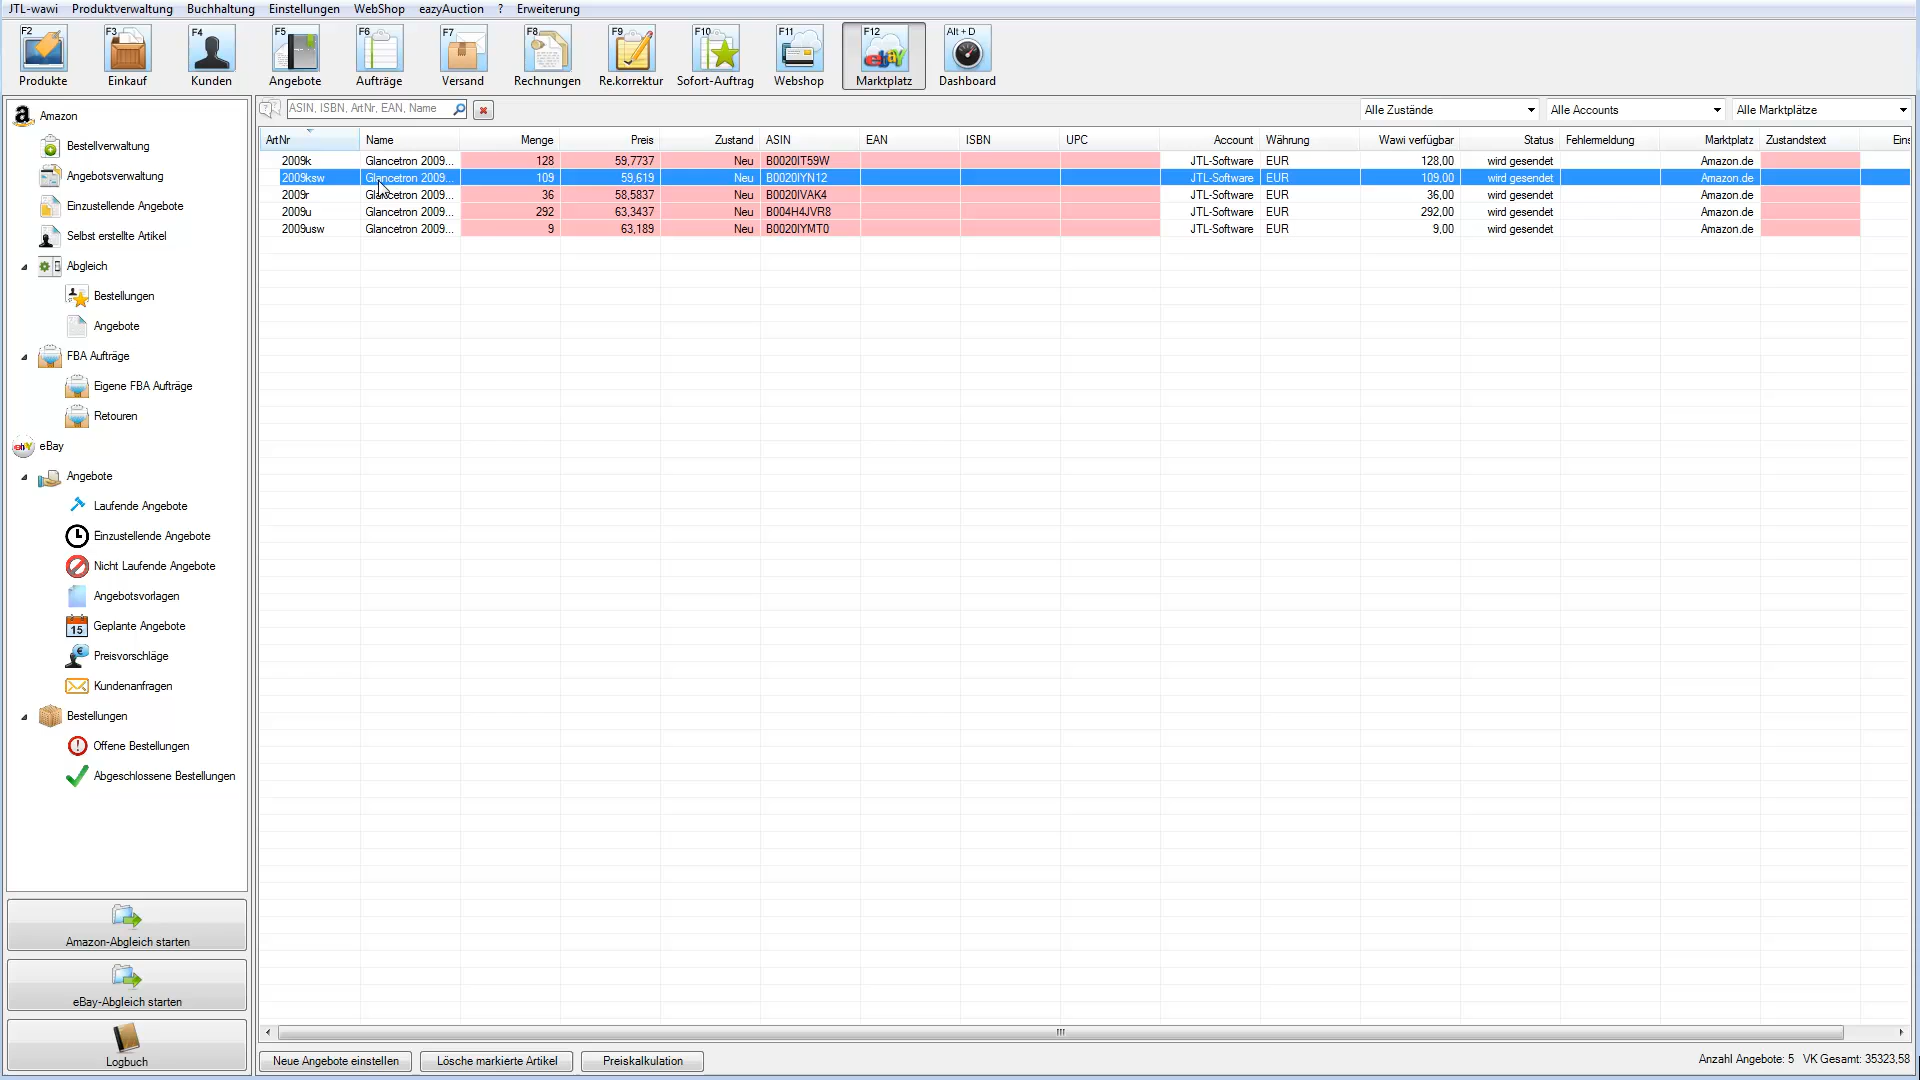 JTL-wawi Produktverwaltung Buchhaltung Einstellungen WebShop eazyAuction ? Erweiterung
F2 F3 F4 F5 F6 F7 F8 F9 F10 F11 F12 Alt + D
Produkte Einkauf Kunden Angebote Aufträge Versand Rechnungen Re.korrektur Sofort-Auftrag Webshop Marktplatz Dashboard
Amazon
Bestellverwaltung
Angebotsverwaltung
Einzustellende Angebote
Selbst erstellte Artikel
Abgleich
Bestellungen
Angebote
FBA Aufträge
Eigene FBA Aufträge
Retouren
eBay
Angebote
Laufende Angebote
Einzustellende Angebote
Nicht Laufende Angebote
Angebotsvorlagen
15 Geplante Angebote
Preisvorschläge
Kundenanfragen
Bestellungen
Offene Bestellungen
Abgeschlossene Bestellungen
Amazon-Abgleich starten
eBay-Abgleich starten
Logbuch
ASIN, ISBN, ArtNr, EAN, Name Alle Zustände Alle Accounts Alle Marktplätze
ArtNr Name Menge Preis Zustand ASIN EAN ISBN UPC Account Währung Wawi verfügbar Status Fehlermeldung Marktplatz Zustandstext Eins
2009k Glancetron 2009... 128 59,7737 Neu B0020IT59W JTL-Software EUR 128,00 wird gesendet Amazon.de
2009ksw Glancetron 2009... 109 59,619 Neu B0020IYN12 JTL-Software EUR 109,00 wird gesendet Amazon.de
2009r Glancetron 2009... 36 58,5837 Neu B0020IVAK4 JTL-Software EUR 36,00 wird gesendet Amazon.de
2009u Glancetron 2009... 292 63,3437 Neu B004H4JVR8 JTL-Software EUR 292,00 wird gesendet Amazon.de
2009usw Glancetron 2009... 9 63,189 Neu B0020IYMT0 JTL-Software EUR 9,00 wird gesendet Amazon.de
Neue Angebote einstellen Lösche markierte Artikel Preiskalkulation Anzahl Angebote: 5 VK Gesamt: 35323,58